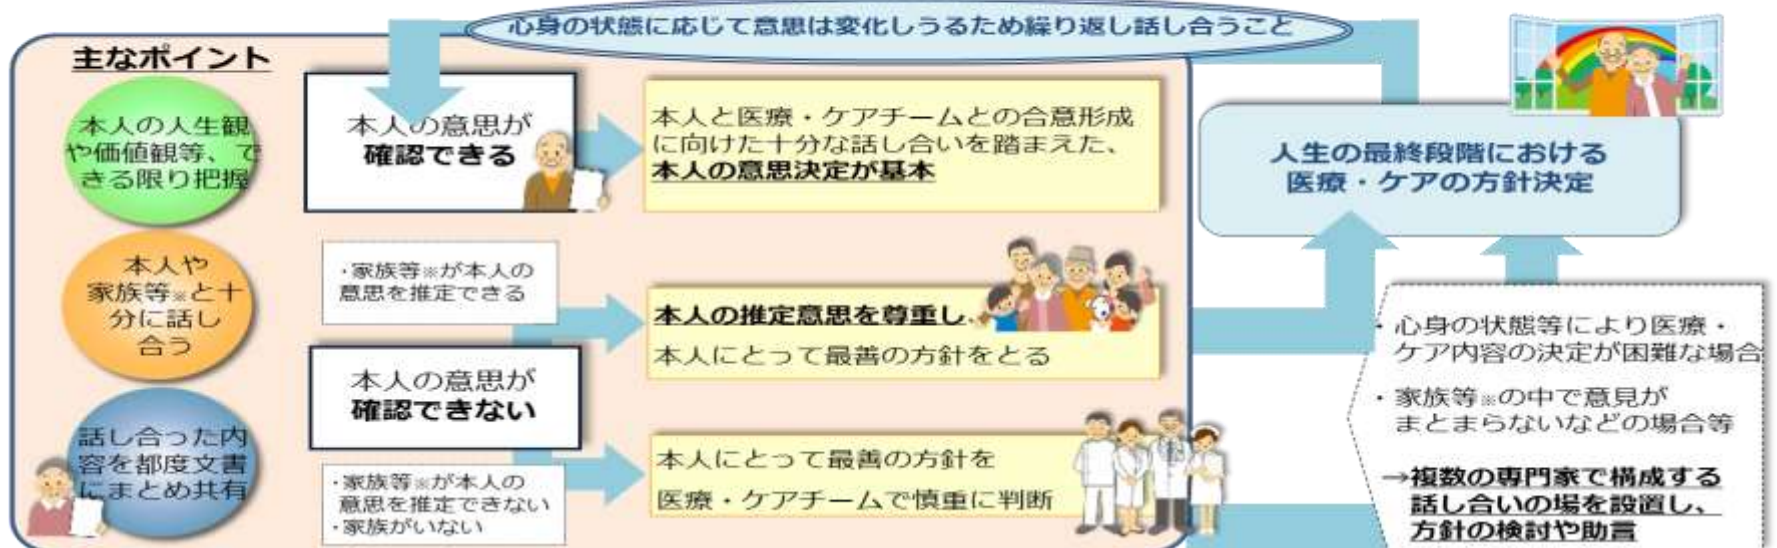 心身の状態に応じて意思は変化しうるため繰り返し話し合うこと
主なポイント
本人の人生観
や価値観等、で
きる限り把握
本人や
家族等※と十
分に話し
合う
話し合った内
容を都度文書
にまとめ共有
本人の意思が
確認できる
本人と医療・ケアチームとの合意形成
に向けた十分な話し合いを踏まえた、
本人の意思決定が基本
・家族等※が本人の
意思を推定できる
本人の推定意思を尊重し、
本人にとって最善の方針をとる
本人の意思が
確認できない
・家族等※が本人の
意思を推定できない
・家族がいない
本人にとって最善の方針を
医療・ケアチームで慎重に判断
人生の最終段階における
医療・ケアの方針決定
・心身の状態等により医療・
ケア内容の決定が困難な場合
・家族等※の中で意見が
まとまらないなどの場合等
→複数の専門家で構成する
話し合いの場を設置し、
方針の検討や助言